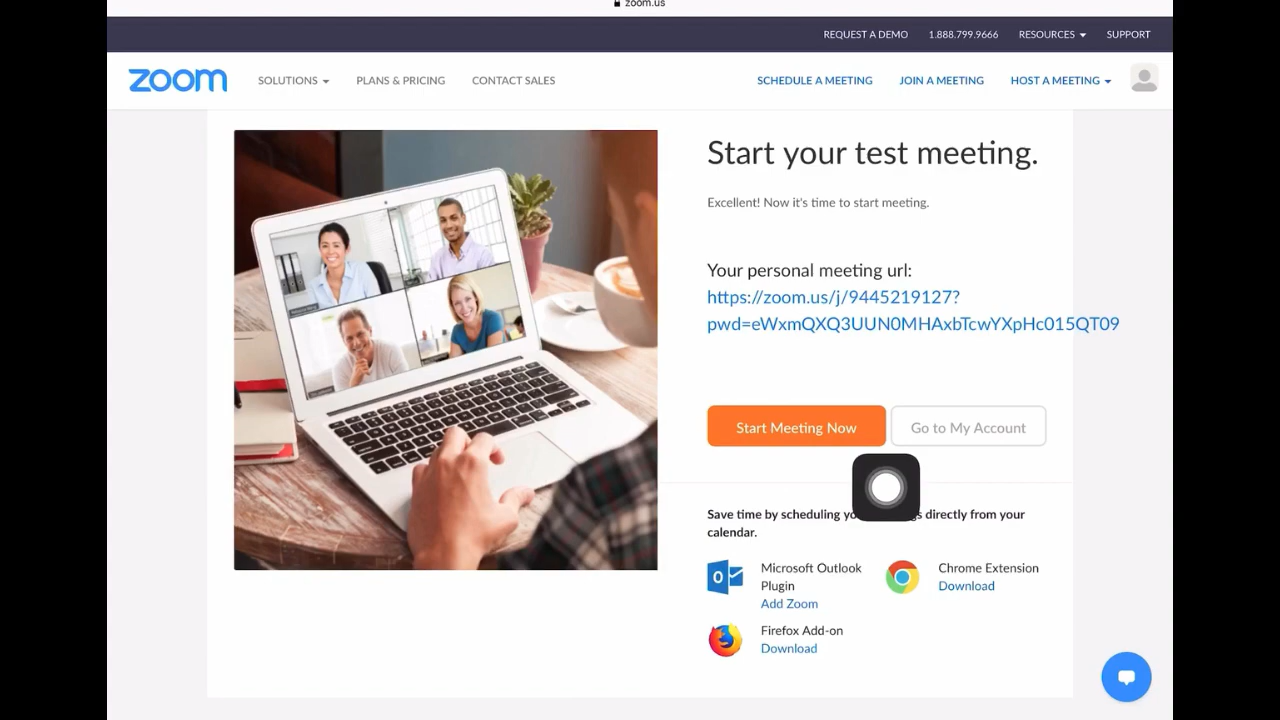 zoom.us
REQUEST A DEMO 1.888.799.9666 RESOURCES SUPPORT
zoom SOLUTIONS PLANS & PRICING CONTACT SALES SCHEDULE A MEETING JOIN A MEETING HOST A MEETING
Start your test meeting.
Excellent! Now it's time to start meeting.
Your personal meeting url:
https://zoom.us/j/9445219127?
pwd=eWxmQXQ3UUN0MHAxbTcwYXpHc015QT09
Start Meeting Now Go to My Account
Save time by scheduling directly from your
calendar.
Microsoft Outlook
Plugin
Add Zoom
Chrome Extension
Download
Firefox Add-on
Download